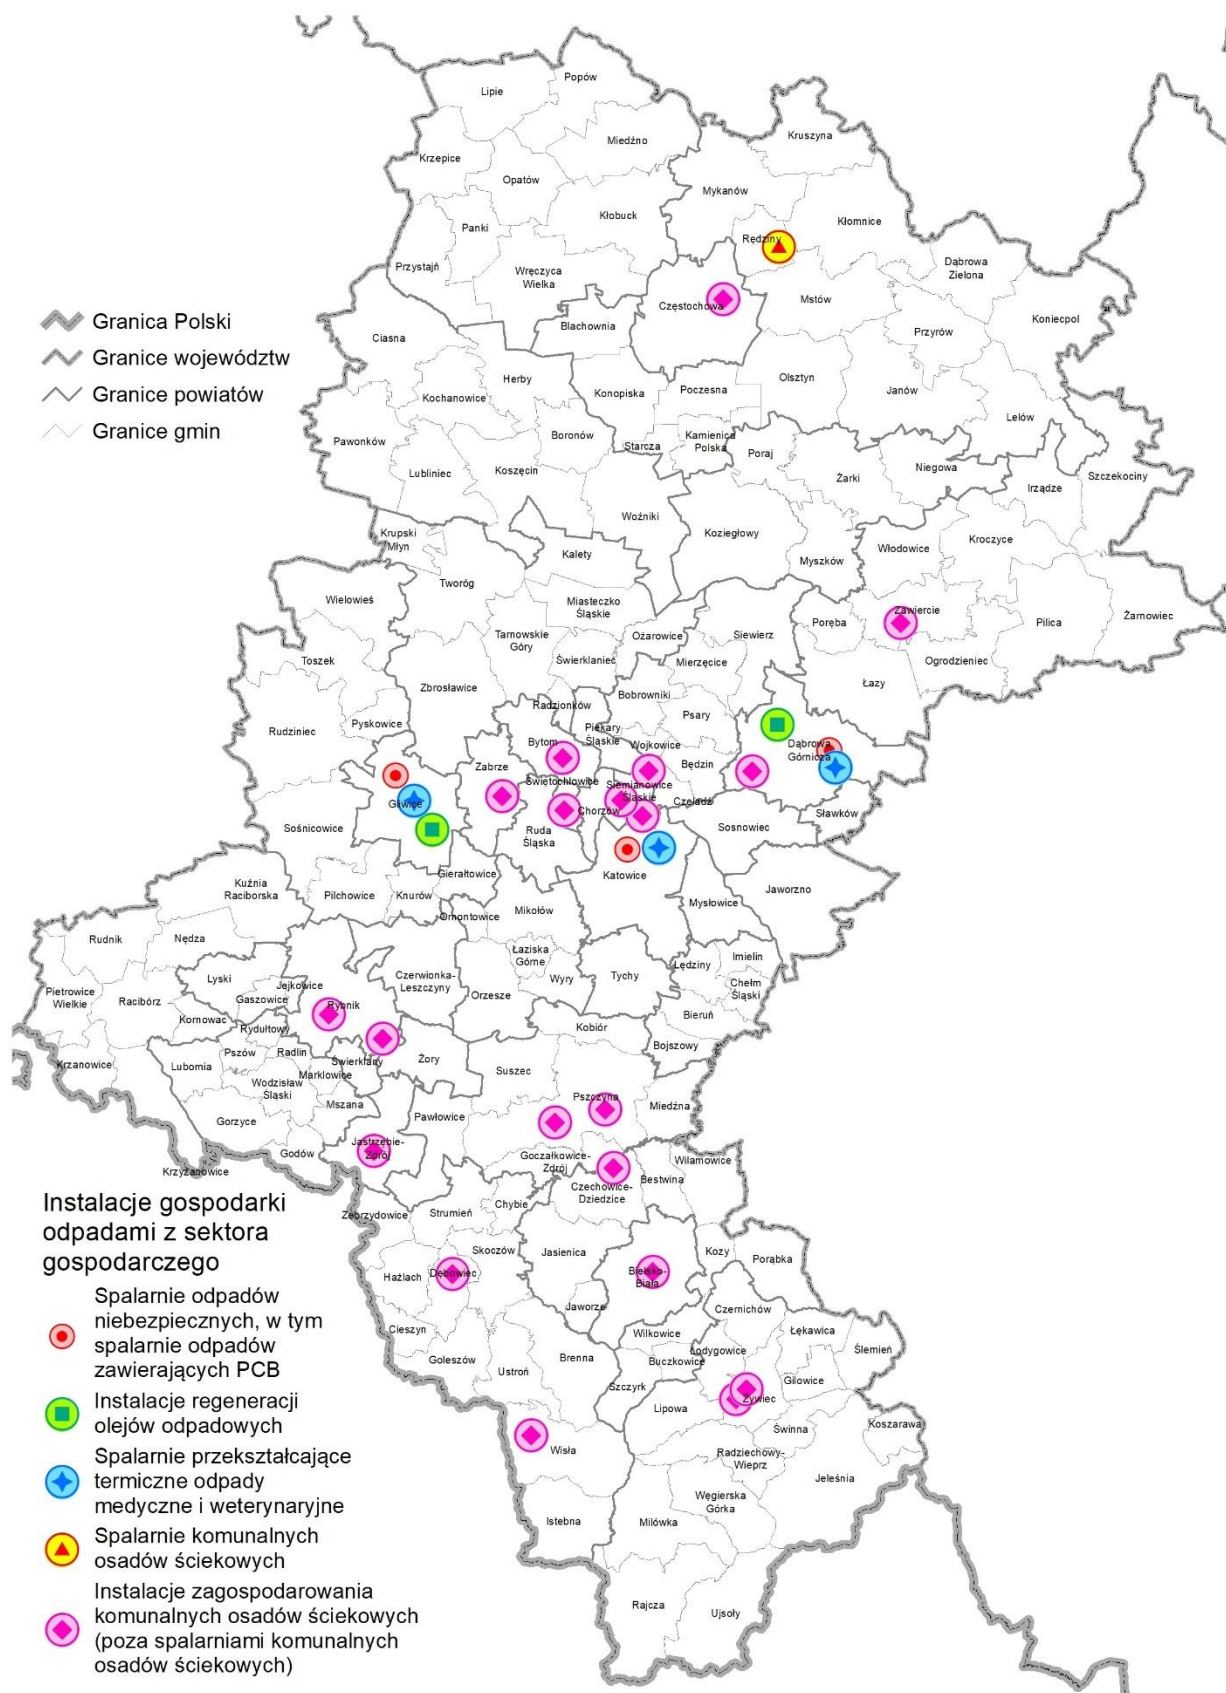 Popów
Lipie
Kruszyna
Miedźno
Krzepice
Opatów
Mykanów
Kłobuck
Kłomnice
Panki
Rędziny
Przystajń
Dąbrowa
Zielona
Wręczyca
Wielka
Mstów
Częstochowa
Koniecpol
Blachownia
Przyrów
Ciasna
Herby
Olsztyn
Konopiska
Poczesna
Janów
Kochanowice
Lelów
Boronów
Kamienica
Polska
Pawonków
Starcza
Poraj
Niegowa
Lubliniec
Koszęcin
Żarki
Szczekociny
Irządze
Woźniki
Krupski
Młyn
Koziegłowy
Kroczyce
Włodowice
Kalety
Myszków
Tworóg
Wielowieś
Miasteczko
Śląskie
Zawiercie
Poręba
Pilica
Żarnowiec
Tarnowskie
Góry
Ożarowice
Siewierz
Toszek
Świerklaniec
Mierzęcice
Ogrodzieniec
Zbrosławice
Łazy
Bobrowniki
Radzionków
Psary
Pyskowice
Rudziniec
Piekary
Śląskie
Bytom
Wojkowice
Dąbrowa
Górnicza
Zabrze
Będzin
Świętochłowice
Siemianowice
Śląskie
Gliwice
Czeladź
Chorzów
Sławków
Sośnicowice
Ruda
Śląska
Sosnowiec
Gierałtowice
Katowice
Kuźnia
Raciborska
Jaworzno
Pilchowice
Knurów
Mysłowice
Ornontowice
Mikołów
Rudnik
Nędza
Łaziska
Górne
Imielin
Lędziny
Lyski
Czerwionka-
Leszczyny
Wyry
Tychy
Chełm
Śląski
Jejkowice
Pietrowice
Wielkie
Racibórz
Gaszowice
Orzesze
Rybnik
Bieruń
Kornowac
Rydułtowy
Kobiór
Bojszowy
Pszów
Radlin
Krzanowice
Lubomia
Świerklany
Żory
Suszec
Marklowice
Wodzisław
Śląski
Pszczyna
Mszana
Miedźna
Pawłowice
Gorzyce
Jastrzębie-
Zdrój
Godów
Goczałkowice-
Zdrój
Krzyżanowice
Wilamowice
Bestwina
Czechowice-
Dziedzice
Chybie
Zebrzydowice
Strumień
Skoczów
Jasienica
Kozy
Porąbka
Hażlach
Dębowiec
Bielsko-
Biała
Jaworze
Czernichów
Cieszyn
Wilkowice
Łękawica
Goleszów
Brenna
Łodygowice
Ślemień
Buczkowice
Ustroń
Gilowice
Szczyrk
Żywiec
Lipowa
Koszarawa
Świnna
Wisła
Radziechowy-
Wieprz
Jeleśnia
Węgierska
Górka
Istebna
Milówka
Rajcza
Ujsoły
Granica Polski
Granice województw
Granice powiatów
Granice gmin
Instalacje gospodarki
odpadami z sektora
gospodarczego
Spalarnie odpadów
niebezpiecznych, w tym
spalarnie odpadów
zawierających PCB
Instalacje regeneracji
olejów odpadowych
Spalarnie przekształcające
termiczne odpady
medyczne i weterynaryjne
Spalarnie komunalnych
osadów ściekowych
Instalacje zagospodarowania
komunalnych osadów ściekowych
(poza spalarniami komunalnych
osadów ściekowych)